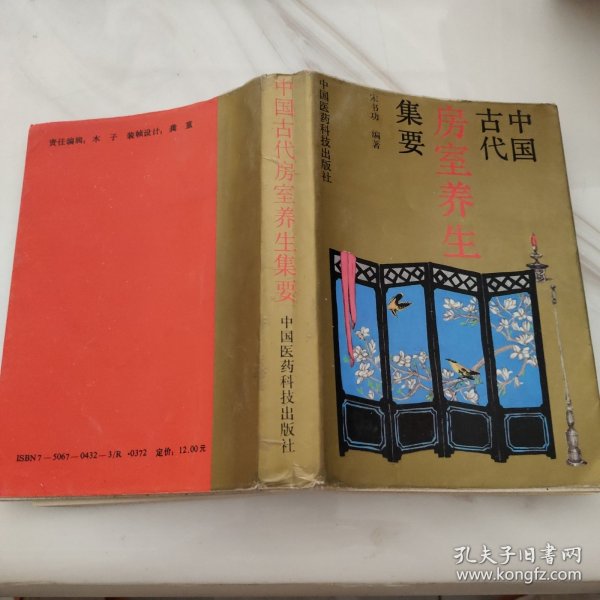 中国
古代
房室养生
集要
宋书功 编著
中国医药科技出版社
中国古代房室养生集要
中国医药科技出版社
责任编辑：木 子 装帧设计：龚 蕫
ISBN7—5067—0432—3/R ·0372 定价：12.00元
孔夫子旧书网
www.kongfz.com